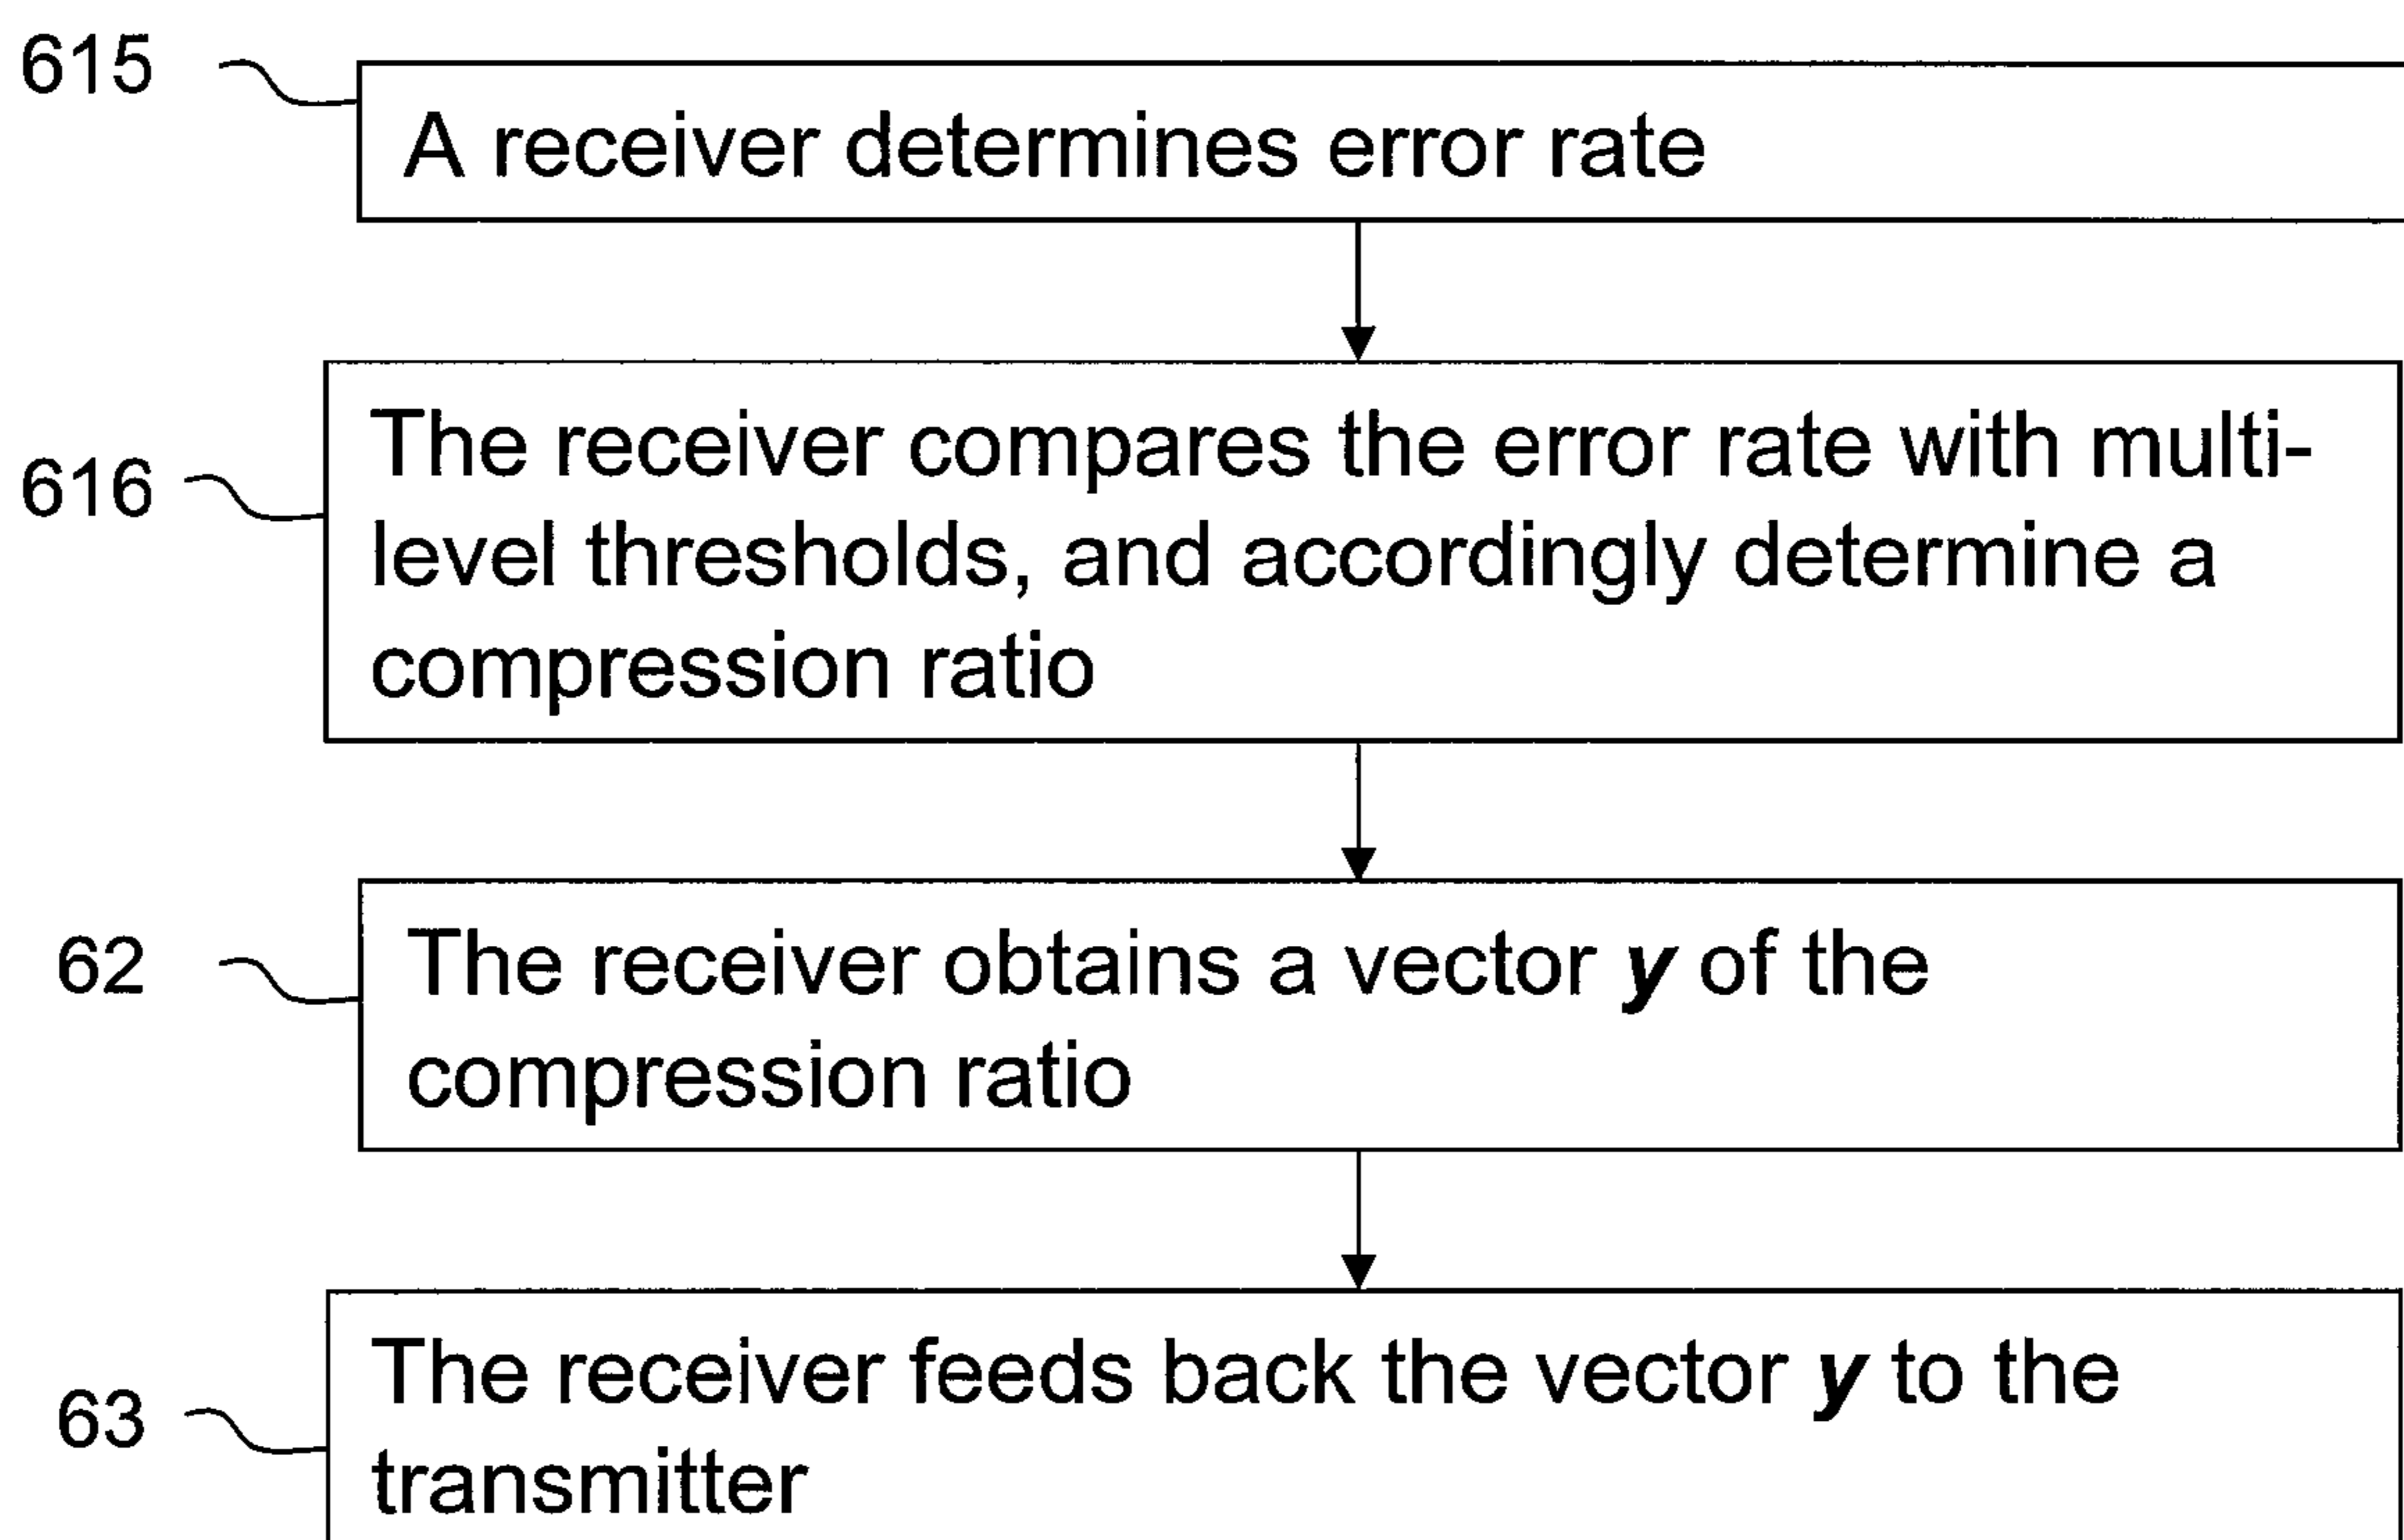 615
A receiver determines error rate
616
The receiver compares the error rate with multi-
level thresholds, and accordingly determine a
compression ratio
62
The receiver obtains a vector y of the
compression ratio
63
The receiver feeds back the vector y to the
transmitter